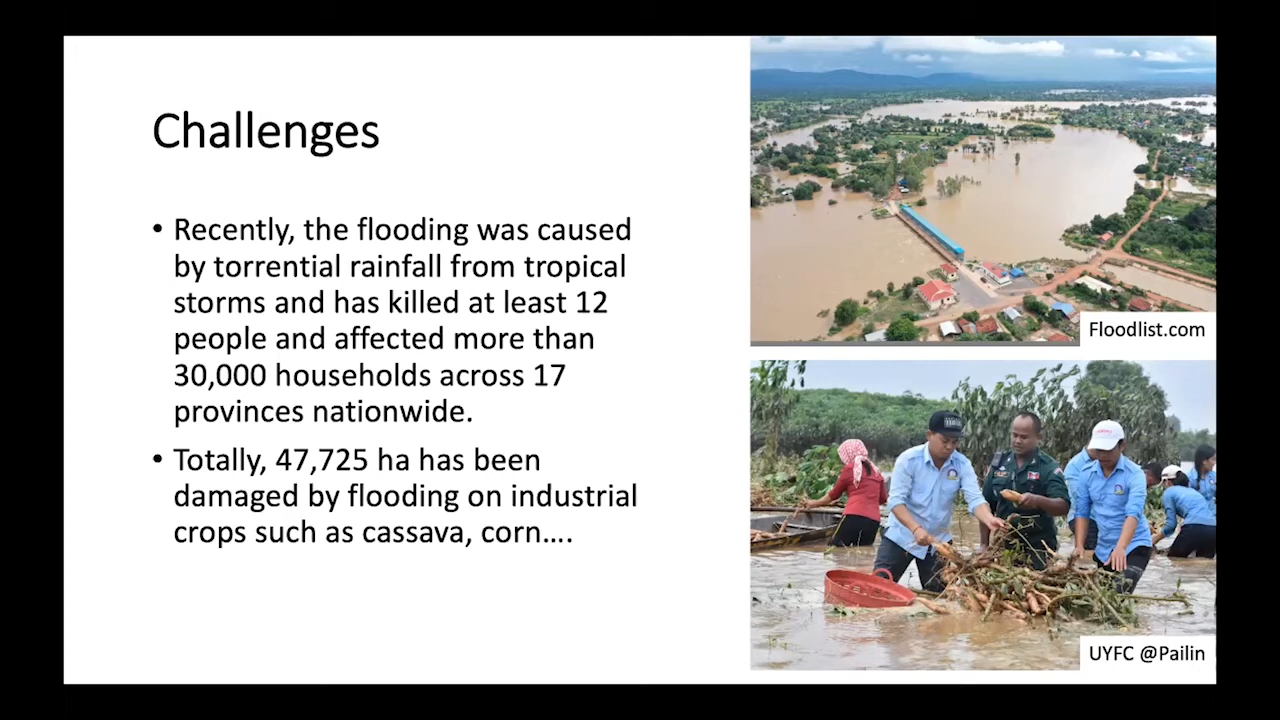 Challenges
• Recently, the flooding was caused
by torrential rainfall from tropical
storms and has killed at least 12
people and affected more than
30,000 households across 17
provinces nationwide.
• Totally, 47,725 ha has been
damaged by flooding on industrial
crops such as cassava, corn….
Floodlist.com
UYFC @Pailin